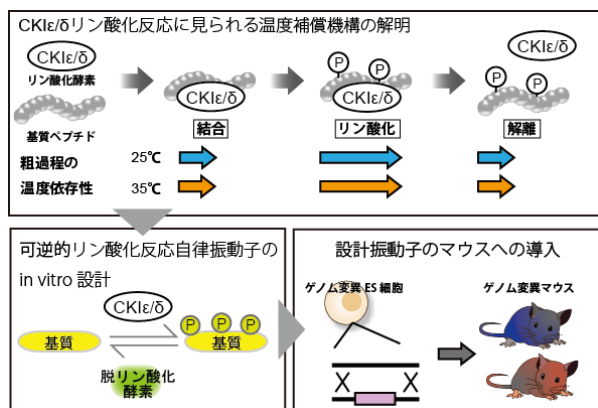 CKIε/δリン酸化反応に見られる温度補償機構の解明
CKIε/δ
リン酸化酵素
基質ペプチド
CKIε/δ
結合
P P
CKIε/δ
リン酸化
CKIε/δ
P P
解離
粗過程の
温度依存性
25℃
35℃
可逆的リン酸化反応自律振動子の
in vitro 設計
CKIε/δ
基質
P P P
基質
脱リン酸化
酵素
設計振動子のマウスへの導入
ゲノム変異 ES 細胞
ゲノム変異マウス